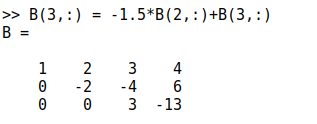 >> B(3,:) = -1.5*B(2,:)+B(3,:)
B =
1 2 3 4
0 -2 -4 6
0 0 3 -13